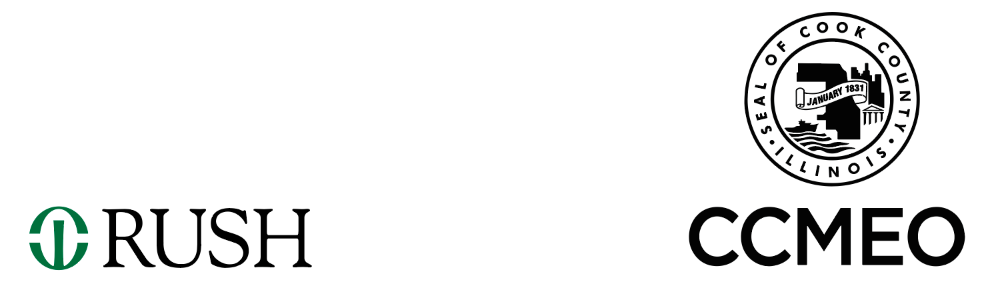 SEAL OF COOK COUNTY
ILLINOIS
JANUARY 1831
RUSH
CCMEO